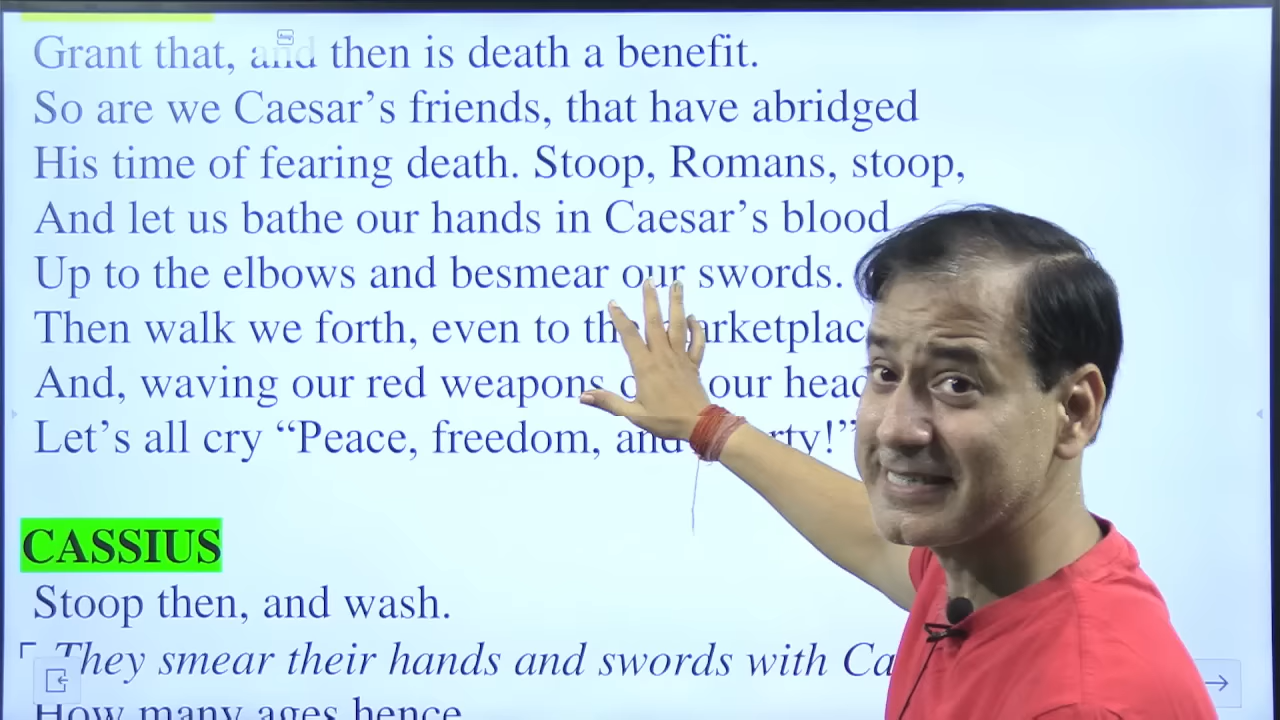 Grant that, and then is death a benefit.
So are we Caesar’s friends, that have abridged
His time of fearing death. Stoop, Romans, stoop,
And let us bathe our hands in Caesar’s blood
Up to the elbows and besmear our swords.
Then walk we forth, even to the
And, waving our red weapons our
Let’s all cry “Peace, freedom, and
CASSIUS
Stoop then, and wash.
They smear their hands and swords with
How many ages hence